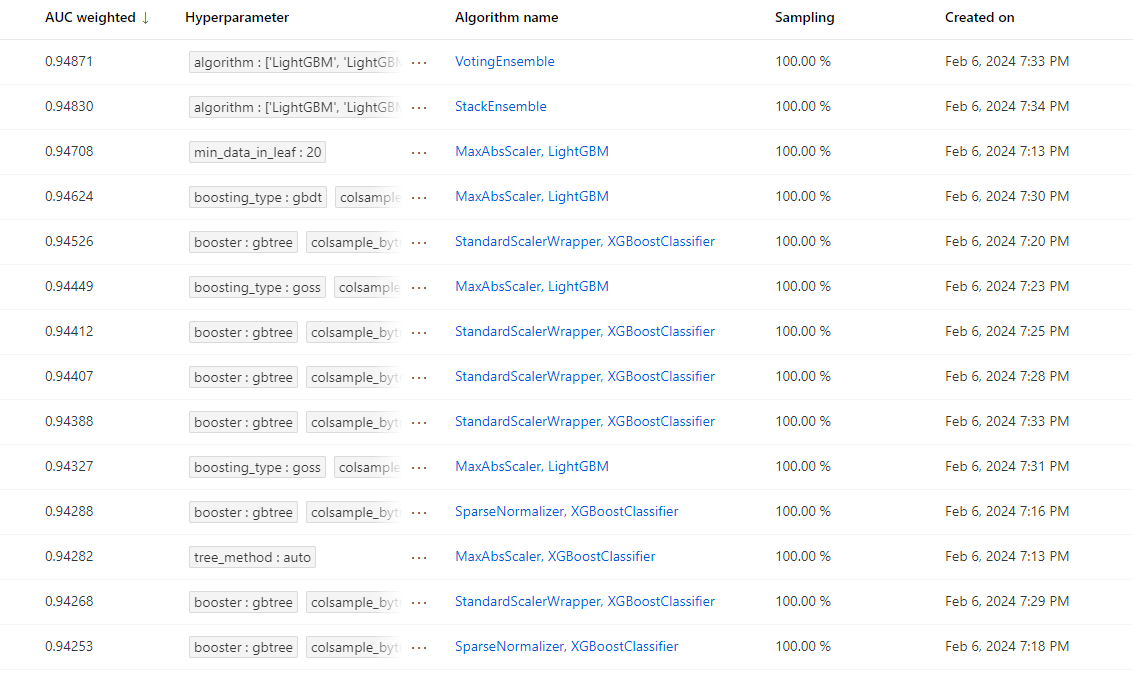 AUC weighted ↓ Hyperparameter Algorithm name Sampling Created on
0.94871 algorithm : ['LightGBM', 'LightGBM ... VotingEnsemble 100.00 % Feb 6, 2024 7:33 PM
0.94830 algorithm : ['LightGBM', 'LightGBM ... StackEnsemble 100.00 % Feb 6, 2024 7:34 PM
0.94708 min_data_in_leaf : 20 ... MaxAbsScaler, LightGBM 100.00 % Feb 6, 2024 7:13 PM
0.94624 boosting_type : gbdt colsample ... MaxAbsScaler, LightGBM 100.00 % Feb 6, 2024 7:30 PM
0.94526 booster : gbtree colsample_byt ... StandardScalerWrapper, XGBoostClassifier 100.00 % Feb 6, 2024 7:20 PM
0.94449 boosting_type : goss colsample ... MaxAbsScaler, LightGBM 100.00 % Feb 6, 2024 7:23 PM
0.94412 booster : gbtree colsample_byt ... StandardScalerWrapper, XGBoostClassifier 100.00 % Feb 6, 2024 7:25 PM
0.94407 booster : gbtree colsample_byt ... StandardScalerWrapper, XGBoostClassifier 100.00 % Feb 6, 2024 7:28 PM
0.94388 booster : gbtree colsample_byt ... StandardScalerWrapper, XGBoostClassifier 100.00 % Feb 6, 2024 7:33 PM
0.94327 boosting_type : goss colsample ... MaxAbsScaler, LightGBM 100.00 % Feb 6, 2024 7:31 PM
0.94288 booster : gbtree colsample_byt ... SparseNormalizer, XGBoostClassifier 100.00 % Feb 6, 2024 7:16 PM
0.94282 tree_method : auto ... MaxAbsScaler, XGBoostClassifier 100.00 % Feb 6, 2024 7:13 PM
0.94268 booster : gbtree colsample_byt ... StandardScalerWrapper, XGBoostClassifier 100.00 % Feb 6, 2024 7:29 PM
0.94253 booster : gbtree colsample_byt ... SparseNormalizer, XGBoostClassifier 100.00 % Feb 6, 2024 7:18 PM